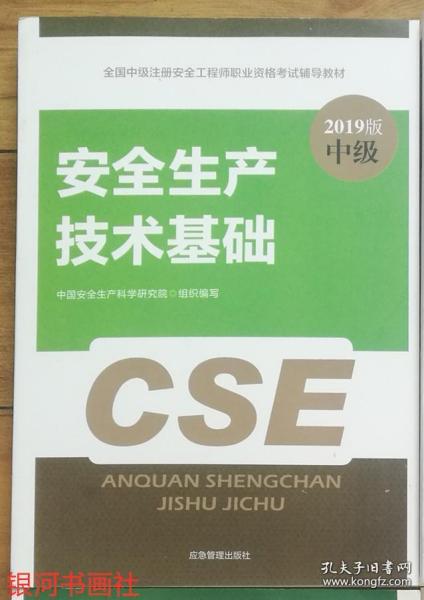 全国中级注册安全工程师职业资格考试辅导教材
2019版
中级
安全生产
技术基础
中国安全生产科学研究院◎组织编写
CSE
ANQUAN SHENGCHAN
JISHU JICHU
应急管理出版社
银河书画社
孔夫子旧书网
www.kongfz.com